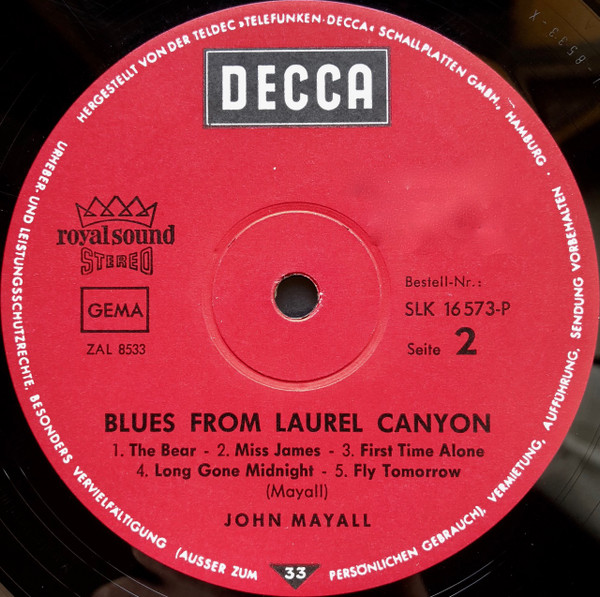 HERGESTELLT VON DER TELDEC »TELEFUNKEN-DECCA« SCHALLPLATTEN GMBH., HAMBURG · URHEBER- UND LEISTUNGSSCHUTZRECHTE, BESONDERS VERVIELFÄLTIGUNG (AUSSER ZUM PERSÖNLICHEN GEBRAUCH), VERMIETUNG, AUFFÜHRUNG, SENDUNG VORBEHALTEN ·
DECCA
royal sound
STEREO
GEMA
ZAL 8533
Bestell-Nr.:
SLK 16573-P
Seite 2
BLUES FROM LAUREL CANYON
1. The Bear - 2. Miss James - 3. First Time Alone
4. Long Gone Midnight - 5. Fly Tomorrow
(Mayall)
JOHN MAYALL
33